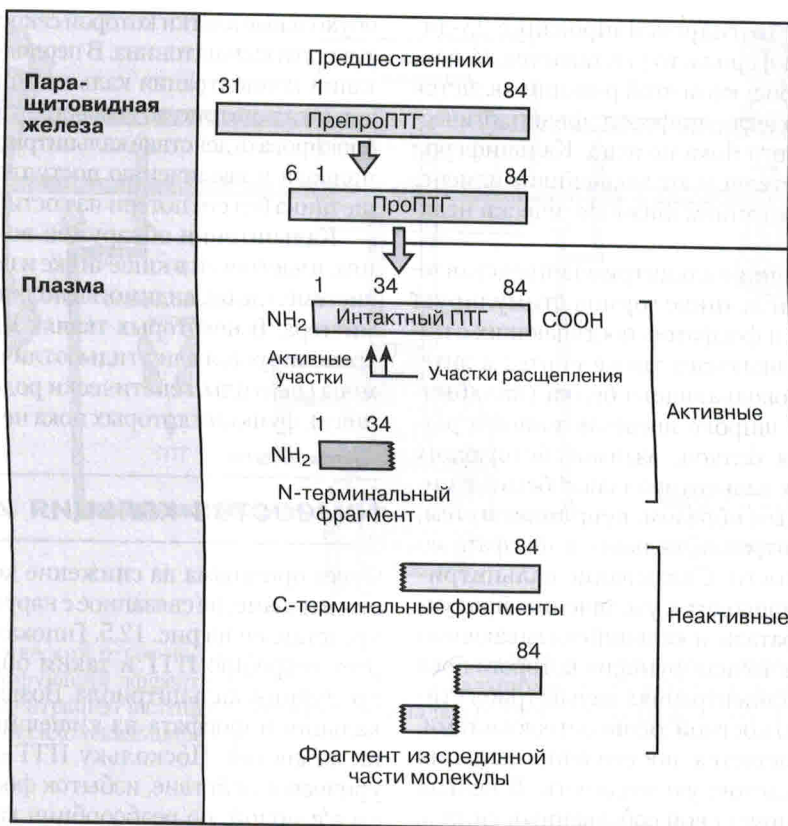 Предшественники
Пара-
щитовидная
железа
31 84
ПрепроПТГ
6 84
ПроПТГ
Плазма
1 34 84
NH₂ Интактный ПТГ COOH
Активные
участки
Участки расщепления
Активные
1 34
NH₂
N-терминальный
фрагмент
84
С-терминальные фрагменты
Неактивные
84
Фрагмент из срединной
части молекулы